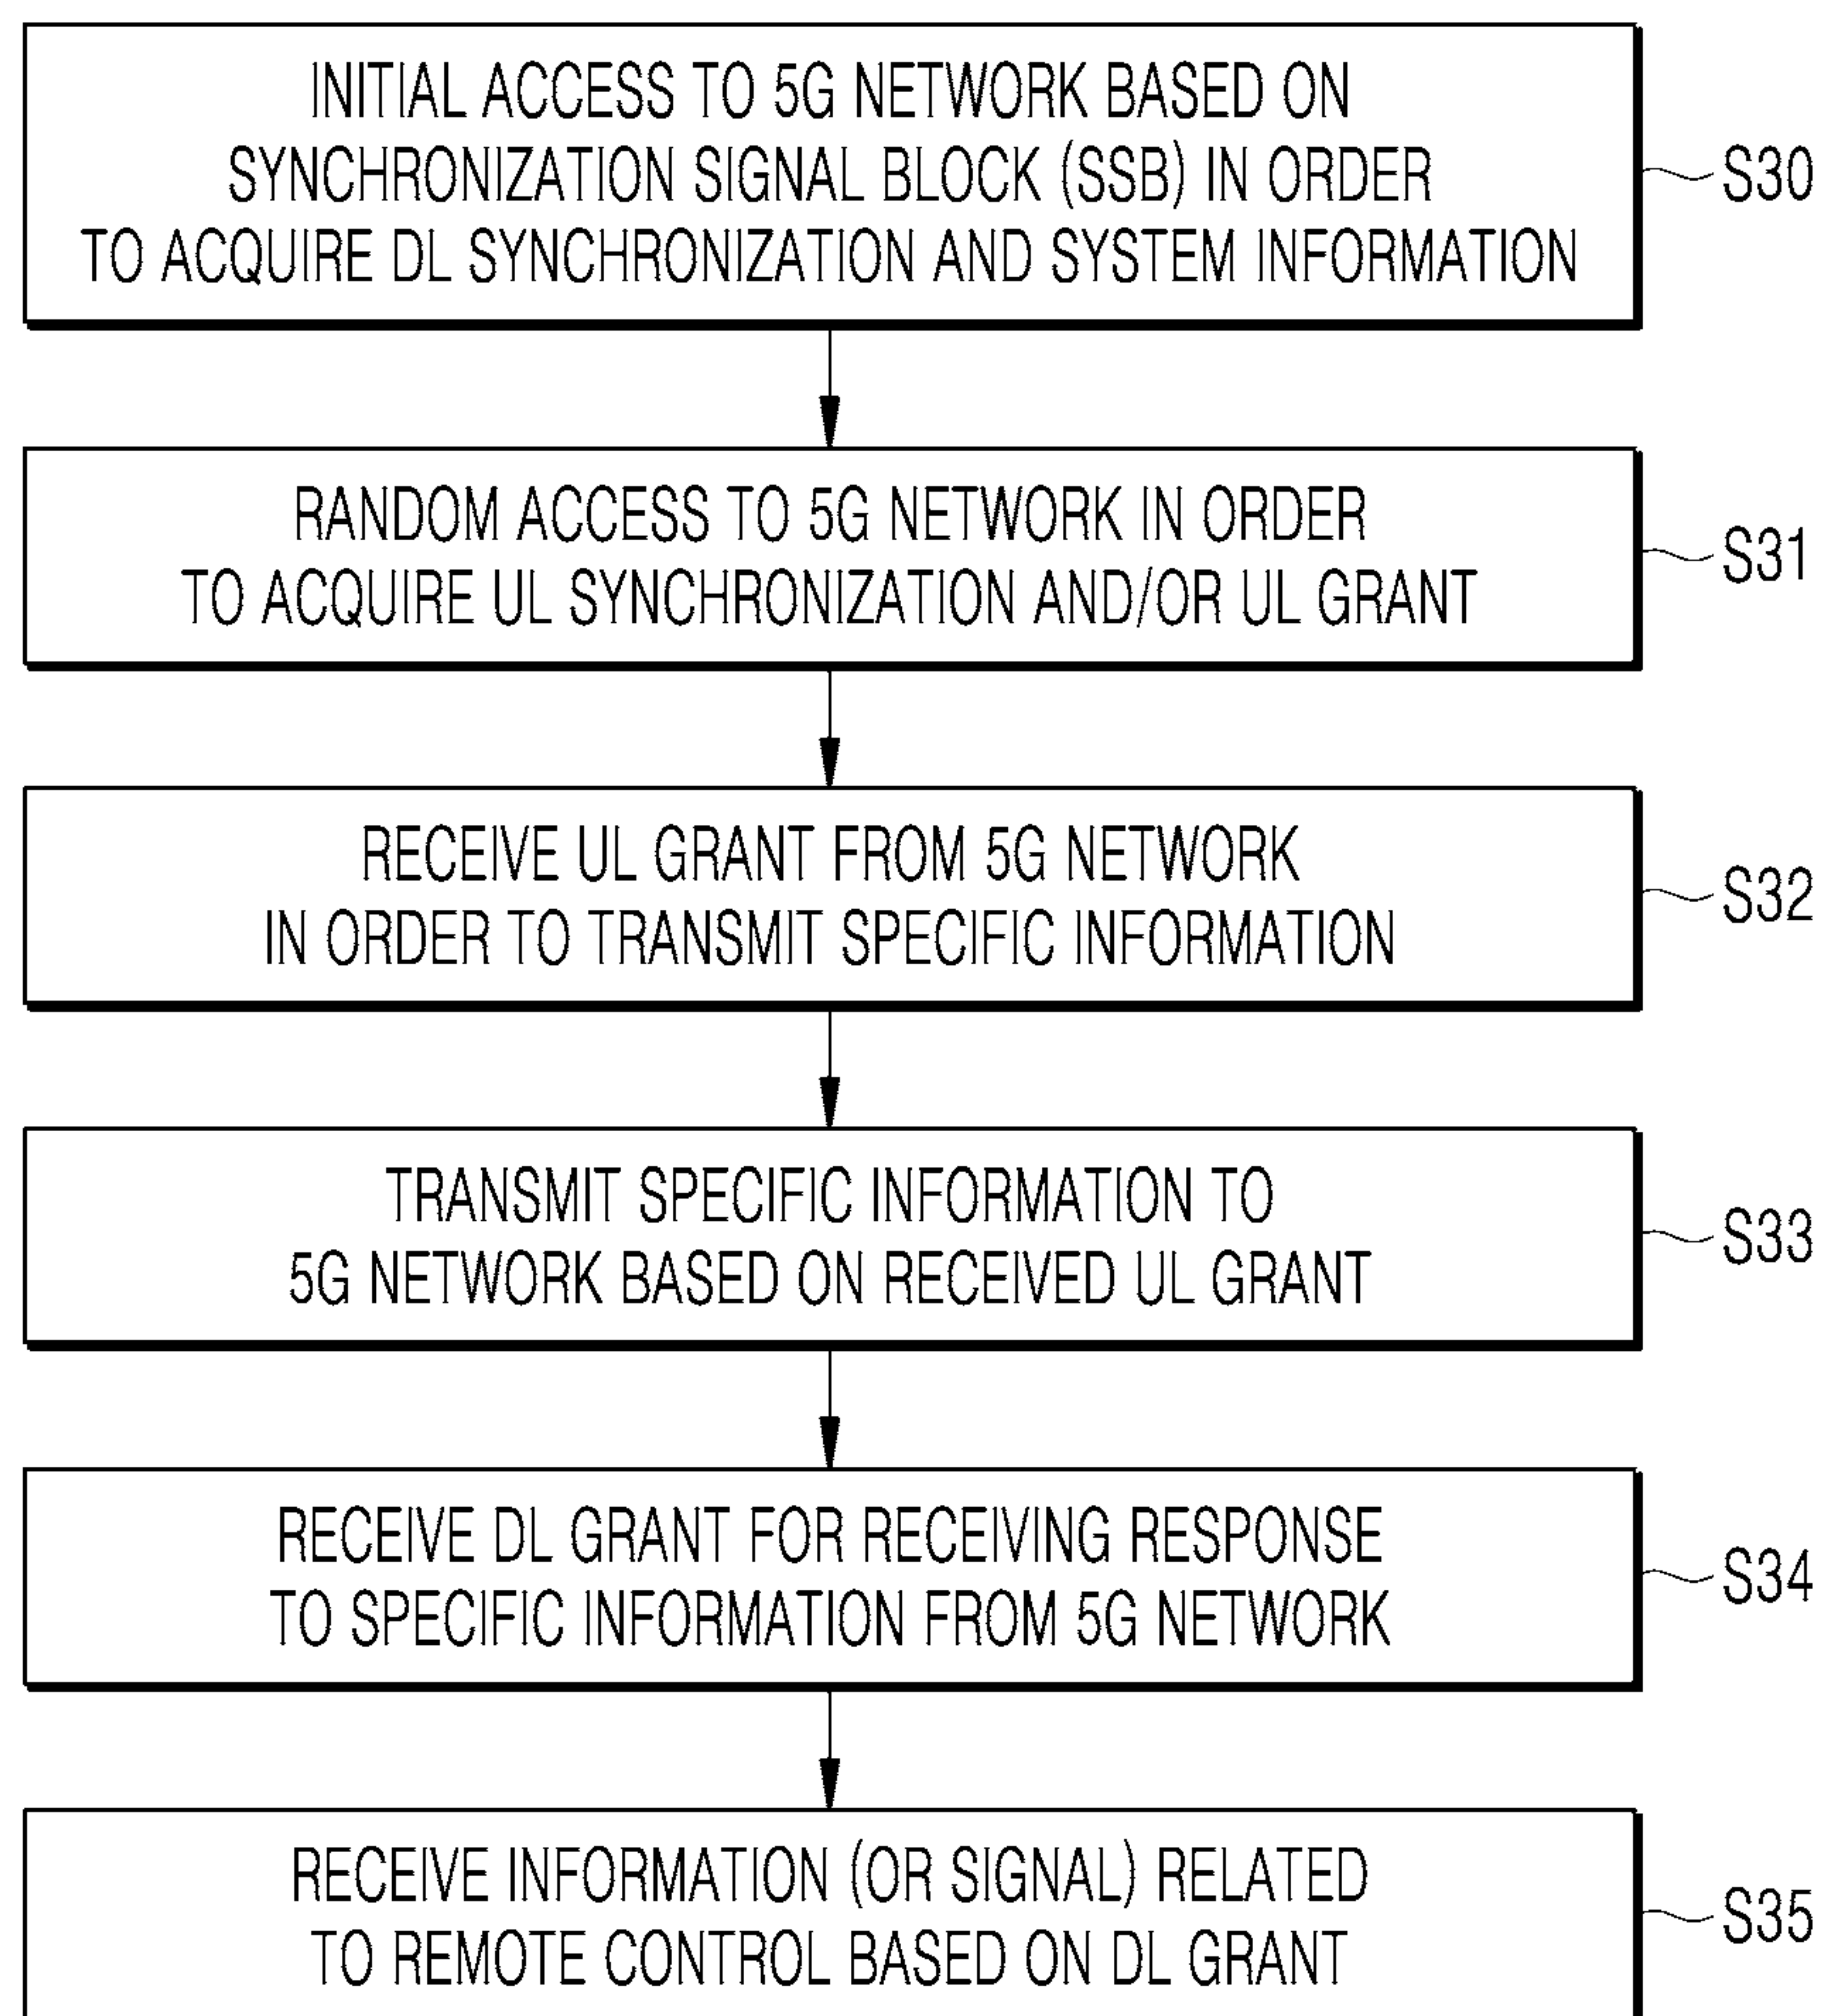 INITIAL ACCESS TO 5G NETWORK BASED ON
SYNCHRONIZATION SIGNAL BLOCK (SSB) IN ORDER
TO ACQUIRE DL SYNCHRONIZATION AND SYSTEM INFORMATION
S30
RANDOM ACCESS TO 5G NETWORK IN ORDER
TO ACQUIRE UL SYNCHRONIZATION AND/OR UL GRANT
S31
RECEIVE UL GRANT FROM 5G NETWORK
IN ORDER TO TRANSMIT SPECIFIC INFORMATION
S32
TRANSMIT SPECIFIC INFORMATION TO
5G NETWORK BASED ON RECEIVED UL GRANT
S33
RECEIVE DL GRANT FOR RECEIVING RESPONSE
TO SPECIFIC INFORMATION FROM 5G NETWORK
S34
RECEIVE INFORMATION (OR SIGNAL) RELATED
TO REMOTE CONTROL BASED ON DL GRANT
S35